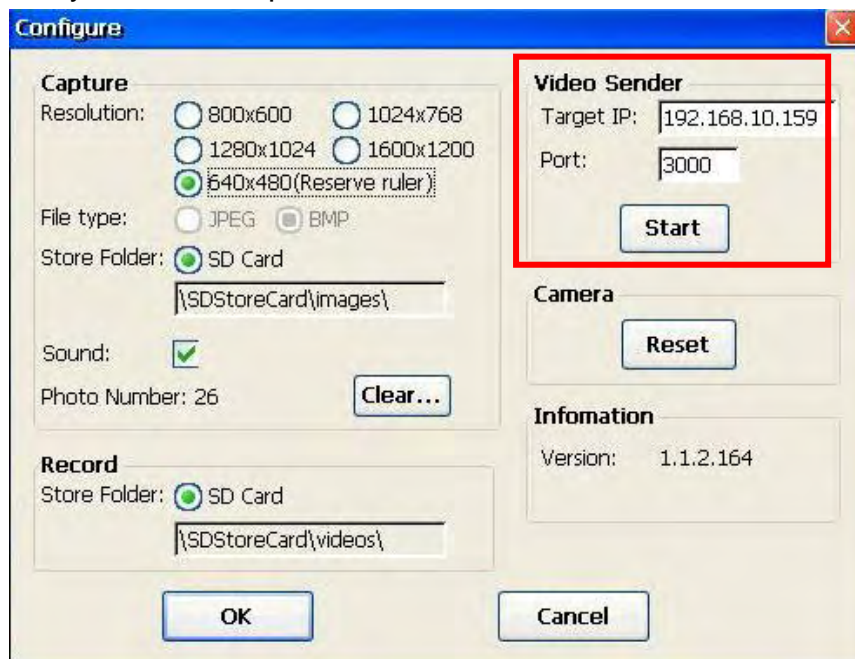 Configure
Capture
Resolution: 800x600 1024x768
1280x1024 1600x1200
640x480(Reserve ruler)
File type: JPEG BMP
Store Folder: SD Card
\SDStoreCard\images\
Sound:
Photo Number: 26 Clear...
Record
Store Folder: SD Card
\SDStoreCard\videos\
Video Sender
Target IP: 192.168.10.159
Port: 3000
Start
Camera
Reset
Infomation
Version: 1.1.2.164
OK Cancel